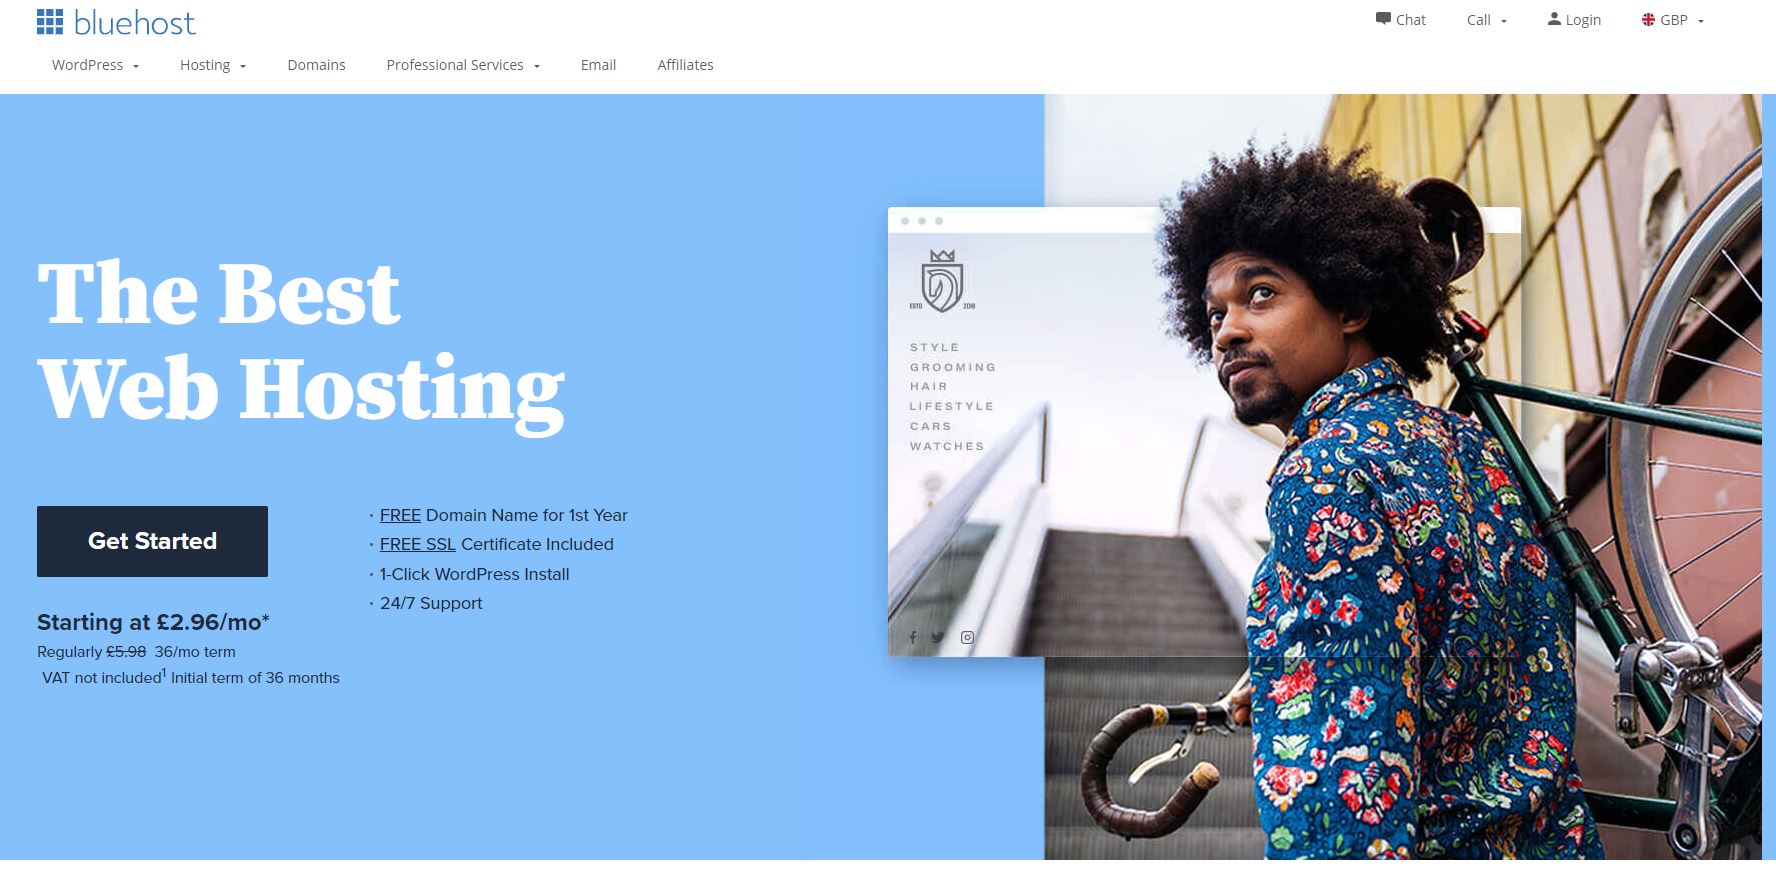 bluehost
Chat
Call
Login
GBP
WordPress
Hosting
Domains
Professional Services
Email
Affiliates
The Best
Web Hosting
Get Started
Starting at £2.96/mo*
Regularly £5.98 36/mo term
VAT not included¹ Initial term of 36 months
· FREE Domain Name for 1st Year
· FREE SSL Certificate Included
· 1-Click WordPress Install
· 24/7 Support
ESTD 2018
STYLE
GROOMING
HAIR
LIFESTYLE
CARS
WATCHES